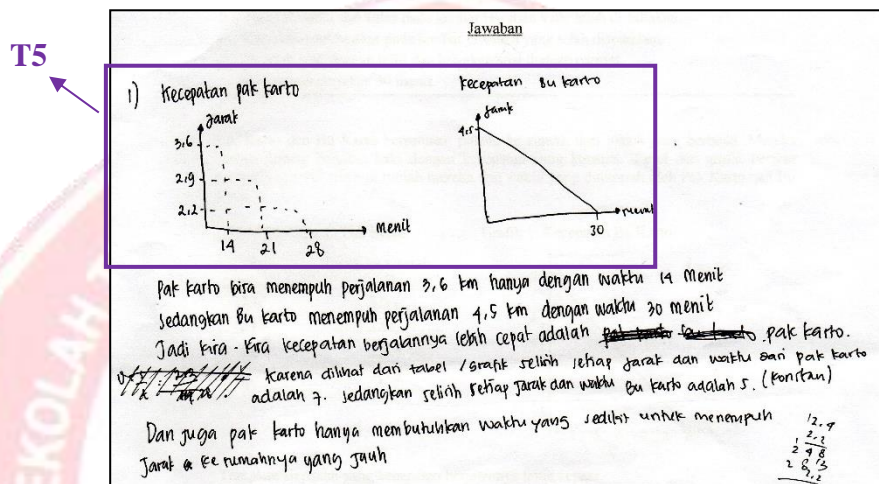 Jawaban
T5
1) Kecepatan pak karto
Kecepatan Bu karto
Jarak
3,6
2,9
2,2
14 21 28
menit
Jarak
4,5
30
menit
Pak Karto bisa menempuh perjalanan 3,6 km hanya dengan waktu 14 menit
sedangkan Bu Karto menempuh perjalanan 4,5 km dengan waktu 30 menit
Jadi kira-kira kecepatan berjalannya lebih cepat adalah pak karto.
karena dilihat dari tabel / grafik selisih setiap jarak dan waktu dari pak karto
adalah 7. sedangkan selisih setiap jarak dan waktu Bu Karto adalah 5. (konstan)
Dan juga pak karto hanya membutuhkan waktu yang sedikit untuk menempuh
Jarak ke rumahnya yang jauh
EKOLAH T